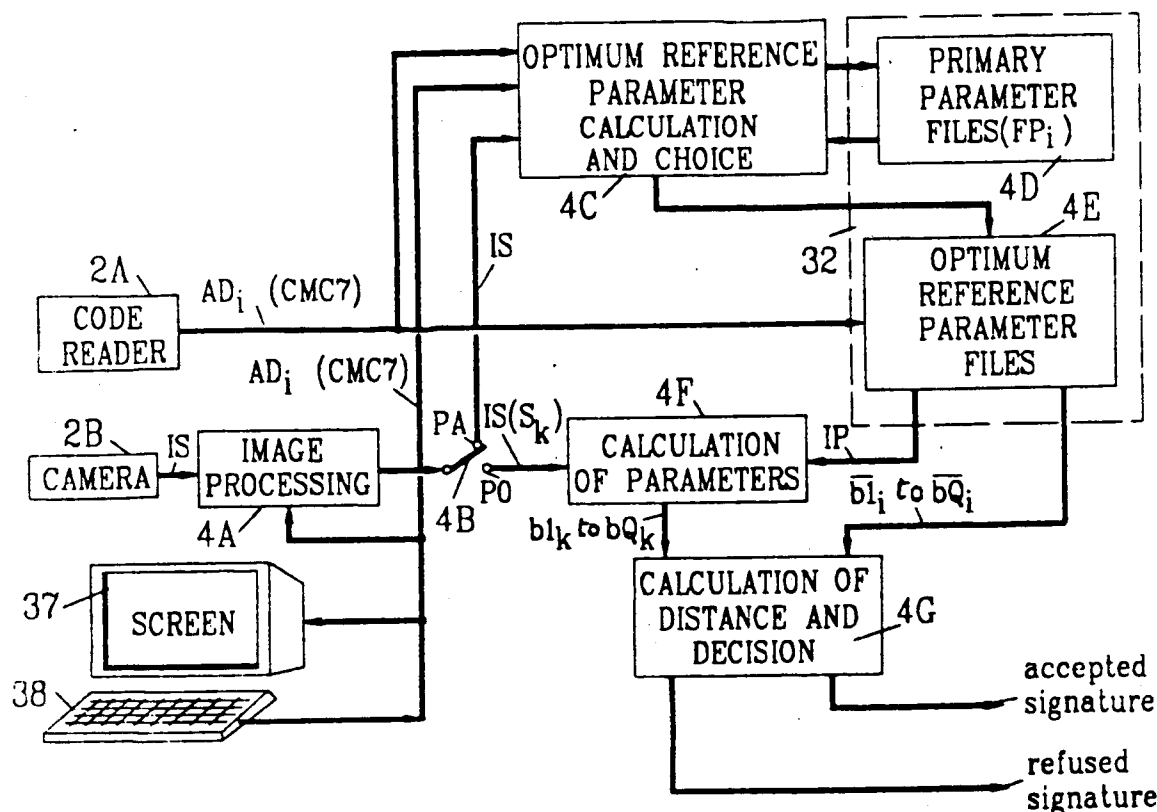 OPTIMUM REFERENCE
PARAMETER
CALCULATION
AND CHOICE
4C
PRIMARY
PARAMETER
FILES(FPi)
4D
32
4E
OPTIMUM
REFERENCE
PARAMETER
FILES
2A
CODE
READER
ADi (CMC7)
IS
ADi (CMC7)
2B
CAMERA
IS
IMAGE
PROCESSING
4A
PA
4B
PO
IS(Sk)
4F
CALCULATION
OF PARAMETERS
IP
b̅1̅i to b̅Q̅i
b1k to bQk
CALCULATION OF
DISTANCE AND
DECISION
4G
37
SCREEN
38
accepted
signature
refused
signature